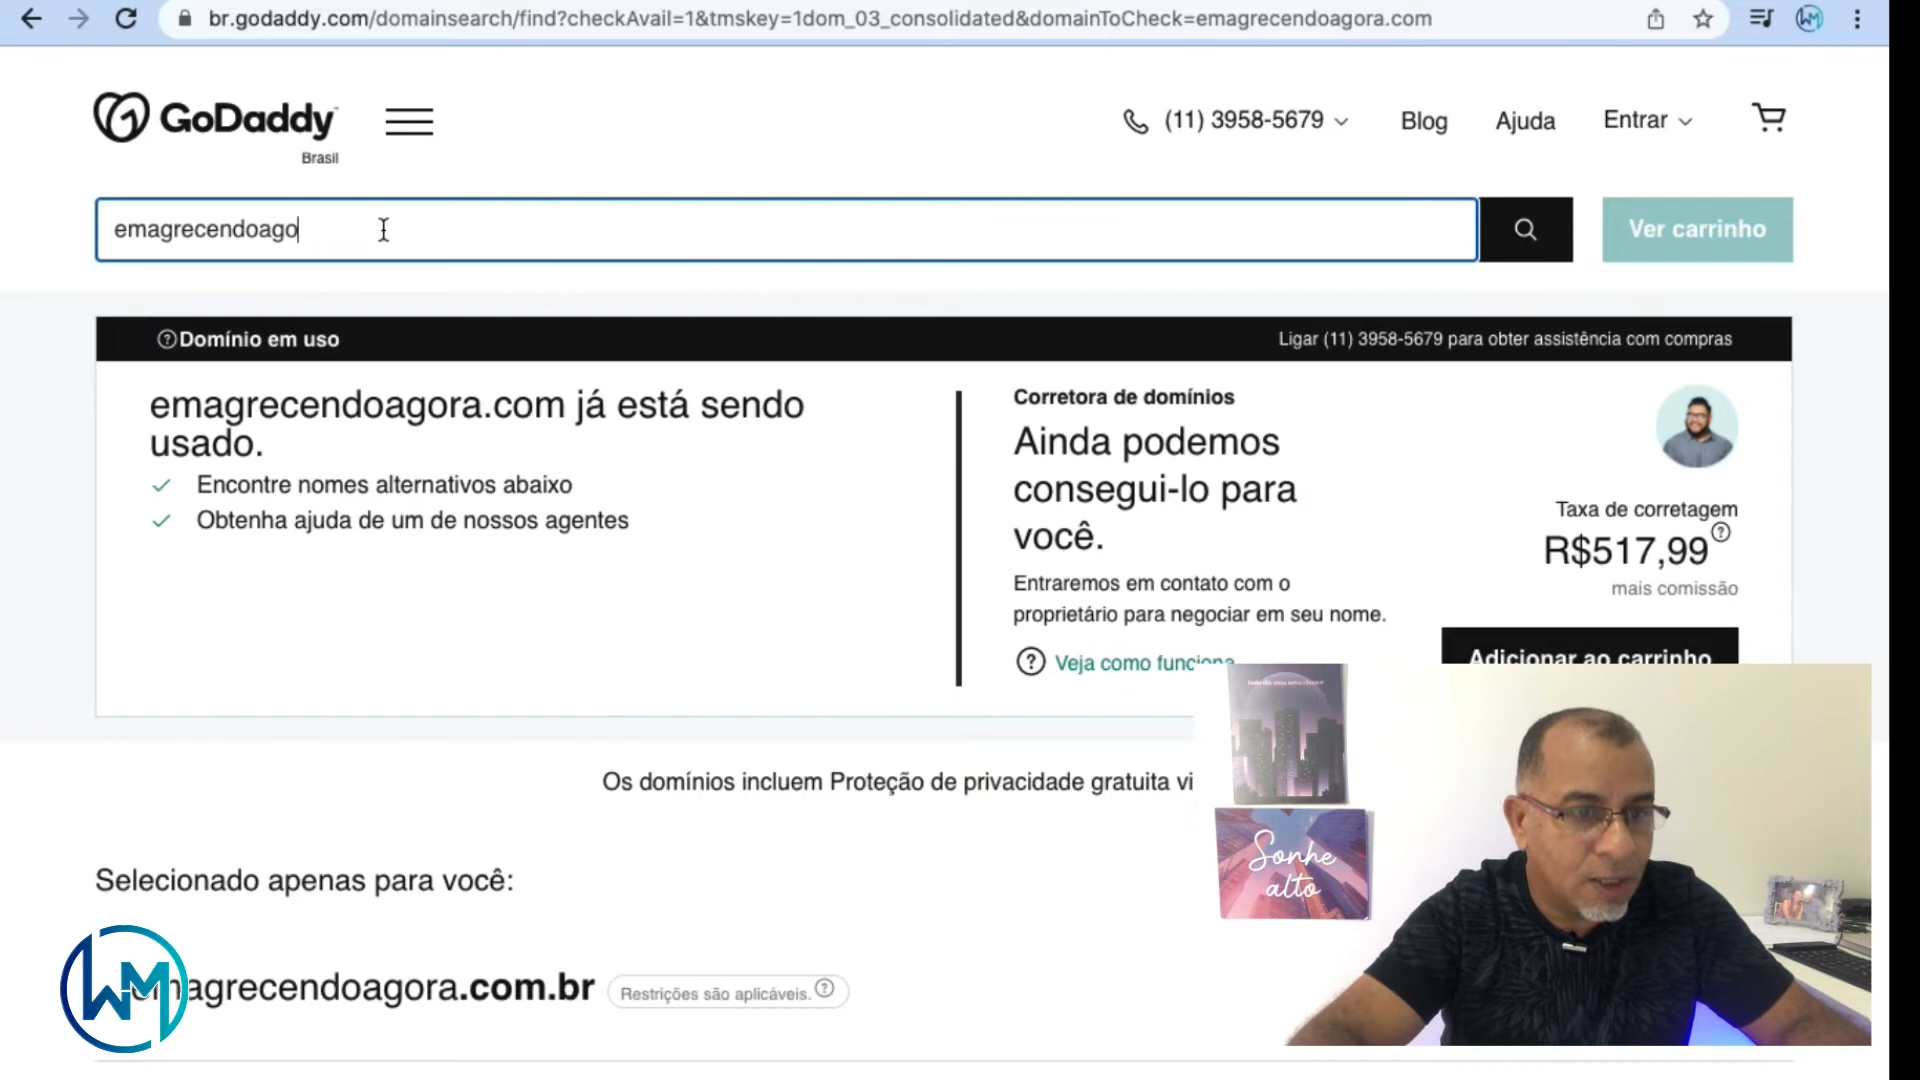 br.godaddy.com/domainsearch/find?checkAvail=1&tmskey=1dom_03_consolidated&domainToCheck=emagrecendoagora.com
GoDaddy
Brasil
(11) 3958-5679
Blog
Ajuda
Entrar
emagrecendoago
Ver carrinho
Domínio em uso
Ligar (11) 3958-5679 para obter assistência com compras
emagrecendoagora.com já está sendo
usado.
Encontre nomes alternativos abaixo
Obtenha ajuda de um de nossos agentes
Corretora de domínios
Ainda podemos
consegui-lo para
você.
Entraremos em contato com o
proprietário para negociar em seu nome.
Veja como funciona
Taxa de corretagem
R$517,99
mais comissão
Adicionar ao carrinho
Os domínios incluem Proteção de privacidade gratuita vi
Sonhe
alto
Selecionado apenas para você:
WM
magrecendoagora.com.br
Restrições são aplicáveis.